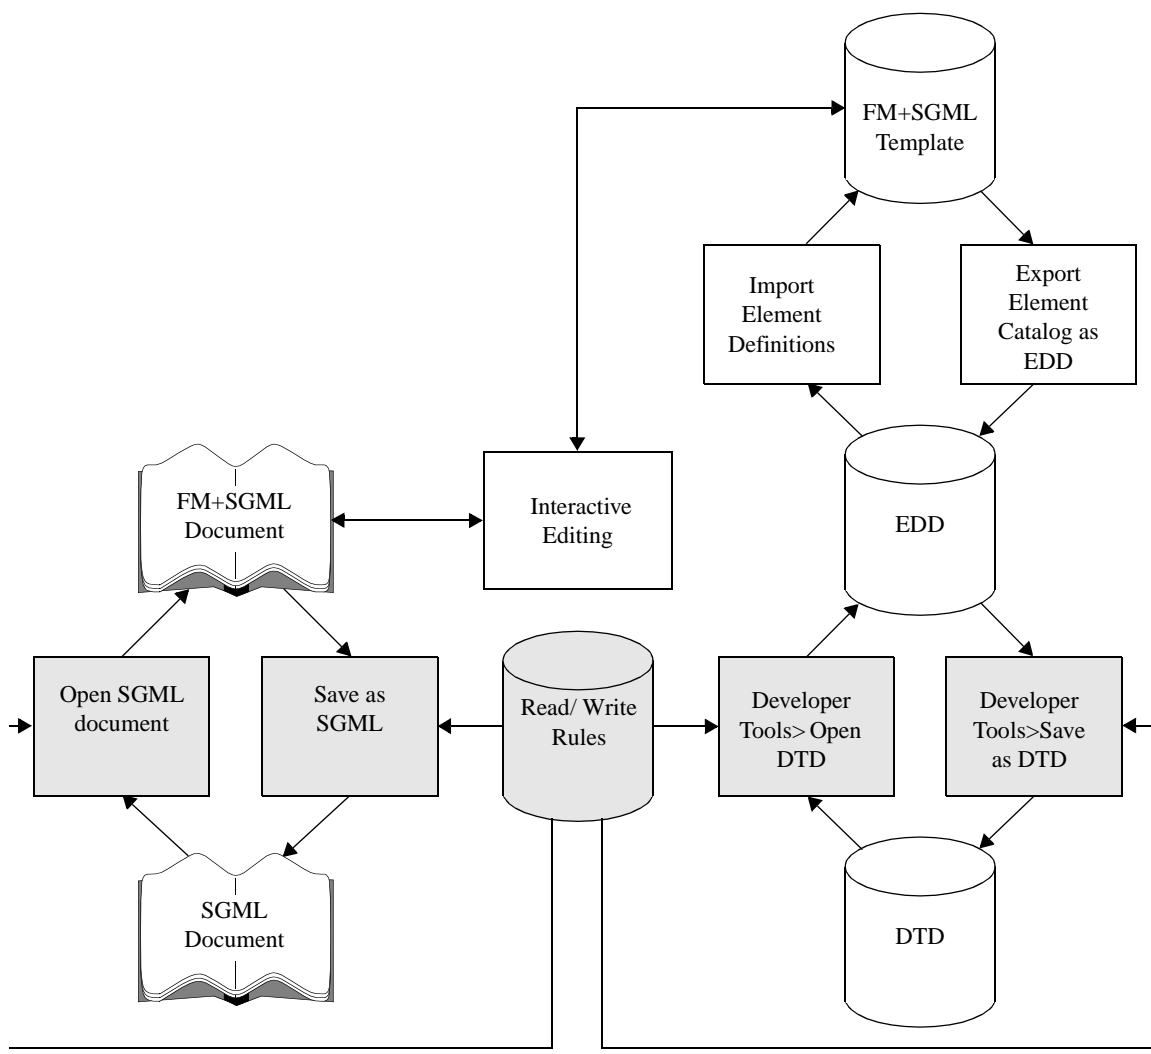 FM+SGML
Template
Import
Element
Definitions
Export
Element
Catalog as
EDD
FM+SGML
Document
Interactive
Editing
EDD
Open SGML
document
Save as
SGML
Read/ Write
Rules
Developer
Tools> Open
DTD
Developer
Tools>Save
as DTD
SGML
Document
DTD